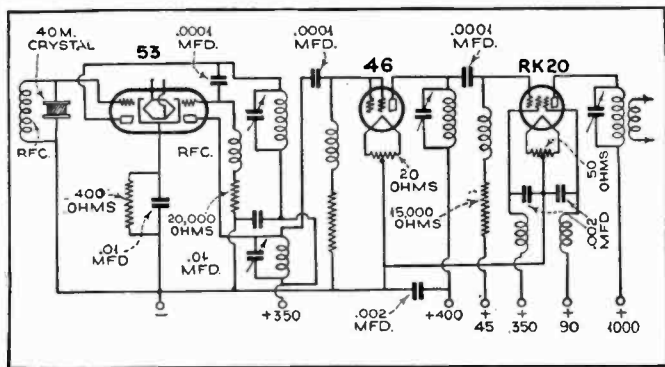 40 M.
CRYSTAL
53
.0001
MFD.
.0001
MFD.
46
.0001
MFD.
RK20
RFC.
RFC.
400
OHMS
20,000
OHMS
20
OHMS
15,000
OHMS
50
OHMS
.01
MFD
.01
MFD.
.002
MFD
.002
MFD.
−
+350
+400
+
45
+
350
+
90
+
1000